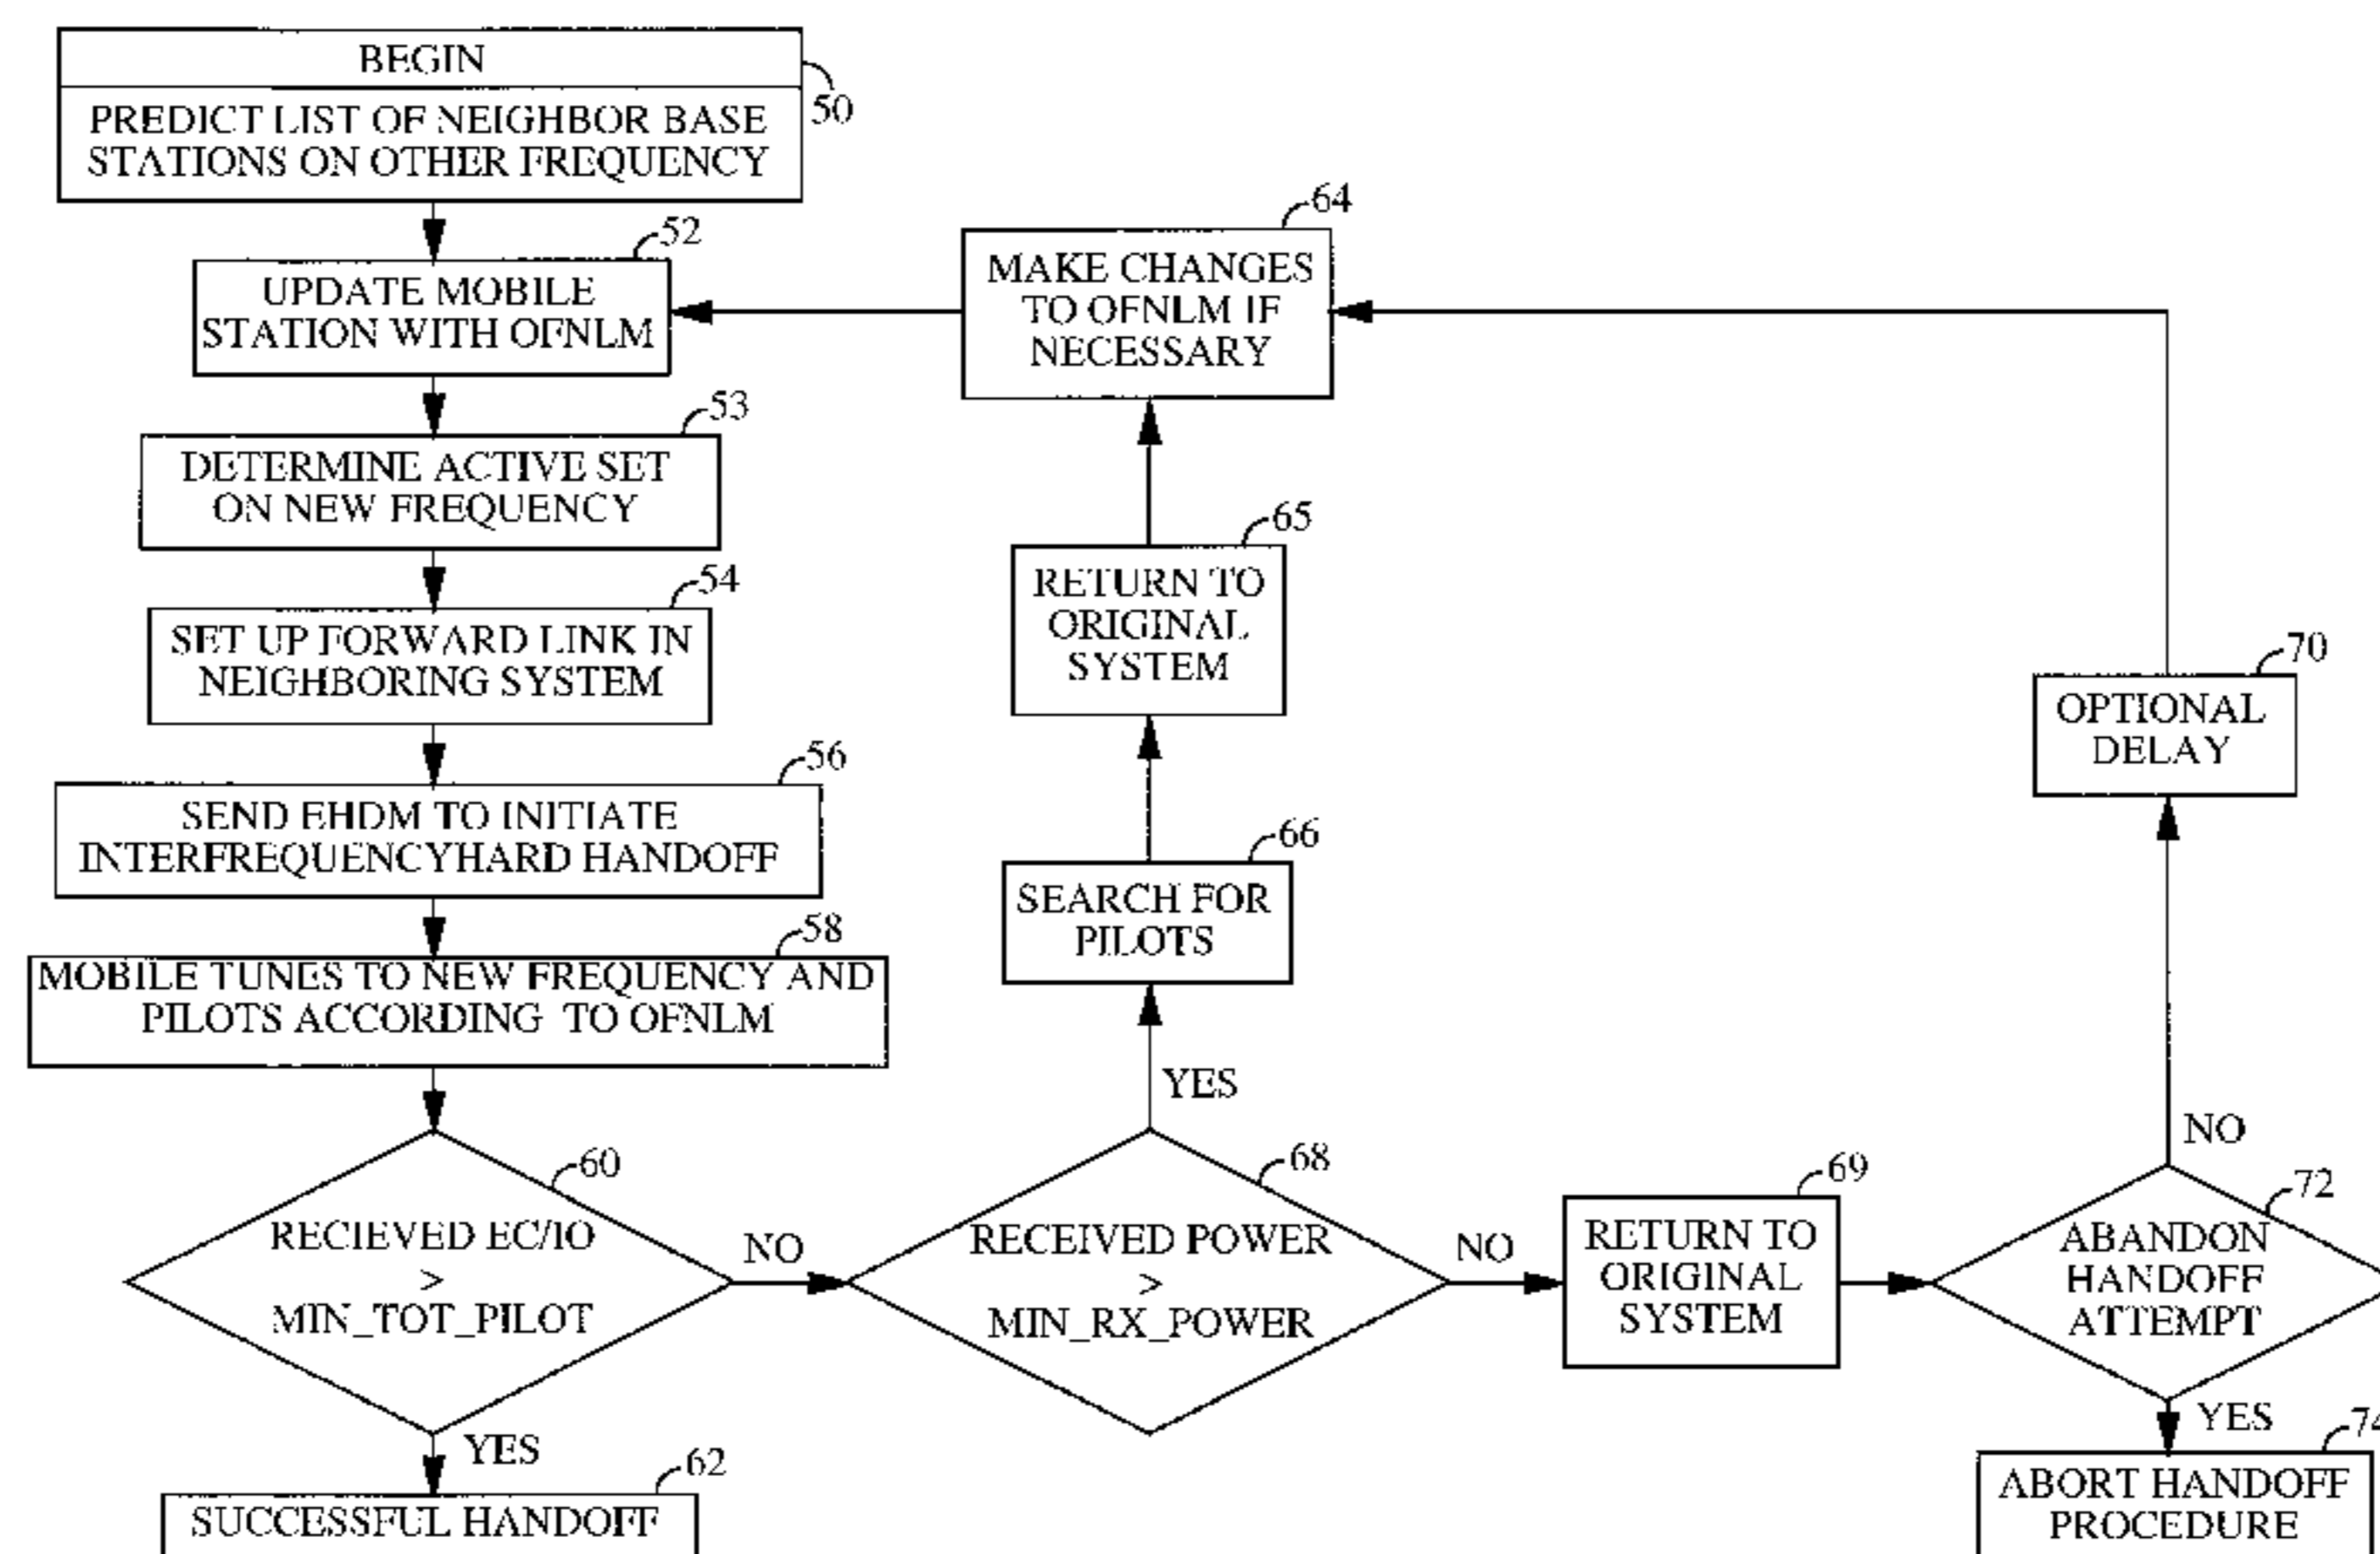 BEGIN
50
PREDICT LIST OF NEIGHBOR BASE
STATIONS ON OTHER FREQUENCY
52
UPDATE MOBILE
STATION WITH OFNLM
53
DETERMINE ACTIVE SET
ON NEW FREQUENCY
54
SET UP FORWARD LINK IN
NEIGHBORING SYSTEM
56
SEND EHDM TO INITIATE
INTERFREQUENCYHARD HANDOFF
58
MOBILE TUNES TO NEW FREQUENCY AND
PILOTS ACCORDING TO OFNLM
60
RECIEVED EC/IO
>
MIN_TOT_PILOT
NO
YES
62
SUCCESSFUL HANDOFF
64
MAKE CHANGES
TO OFNLM IF
NECESSARY
65
RETURN TO
ORIGINAL
SYSTEM
66
SEARCH FOR
PILOTS
YES
68
RECEIVED POWER
>
MIN_RX_POWER
NO
69
RETURN TO
ORIGINAL
SYSTEM
70
OPTIONAL
DELAY
NO
72
ABANDON
HANDOFF
ATTEMPT
YES
74
ABORT HANDOFF
PROCEDURE